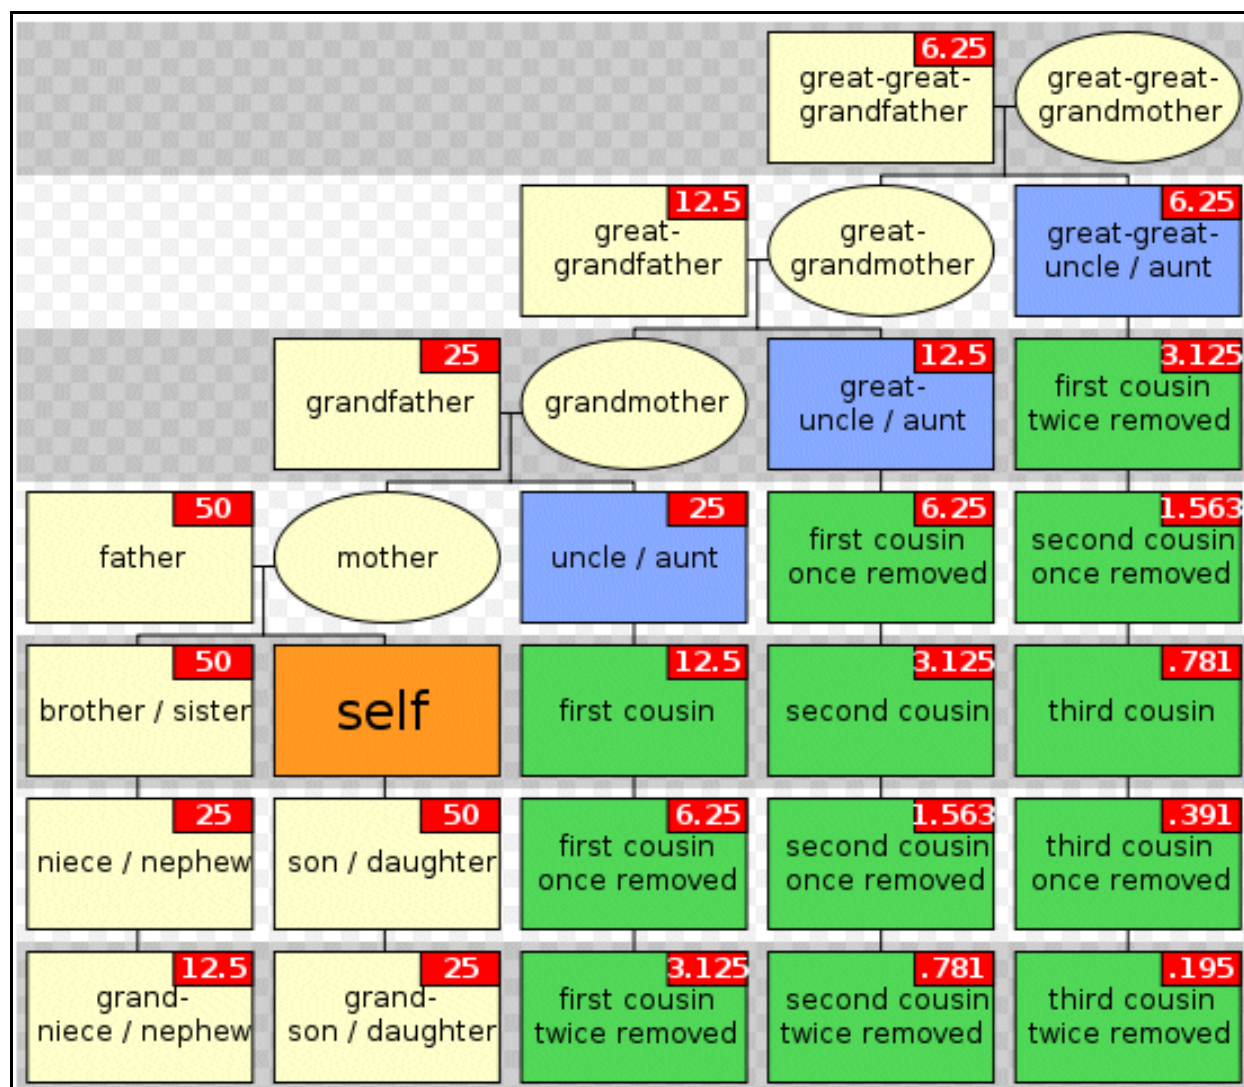 6.25
great-great-
grandfather
great-great-
grandmother
12.5
great-
grandfather
great-
grandmother
6.25
great-great-
uncle / aunt
25
grandfather
grandmother
12.5
great-
uncle / aunt
3.125
first cousin
twice removed
50
father
mother
25
uncle / aunt
6.25
first cousin
once removed
1.563
second cousin
once removed
50
brother / sister
self
12.5
first cousin
3.125
second cousin
.781
third cousin
25
niece / nephew
50
son / daughter
6.25
first cousin
once removed
1.563
second cousin
once removed
.391
third cousin
once removed
12.5
grand-
niece / nephew
25
grand-
son / daughter
3.125
first cousin
twice removed
.781
second cousin
twice removed
.195
third cousin
twice removed